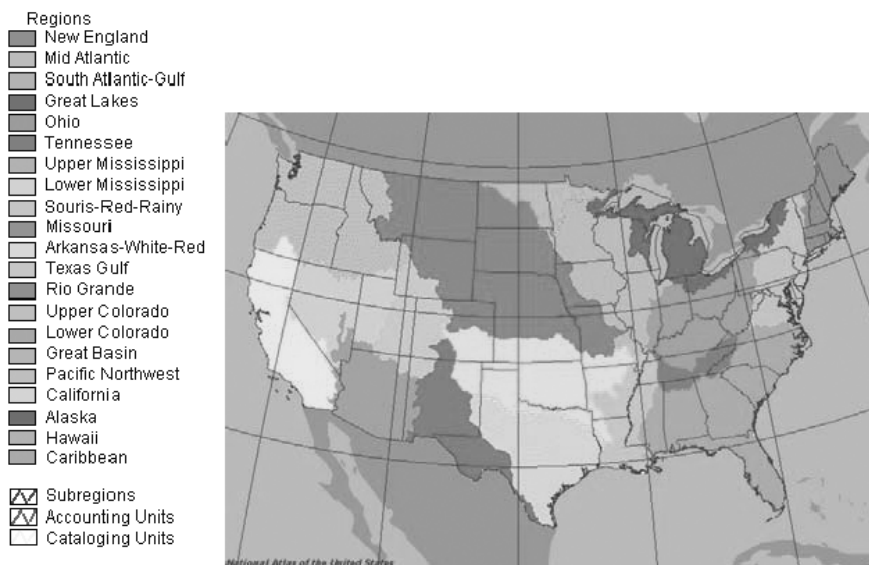 Regions
New England
Mid Atlantic
South Atlantic-Gulf
Great Lakes
Ohio
Tennessee
Upper Mississippi
Lower Mississippi
Souris-Red-Rainy
Missouri
Arkansas-White-Red
Texas Gulf
Rio Grande
Upper Colorado
Lower Colorado
Great Basin
Pacific Northwest
California
Alaska
Hawaii
Caribbean
Subregions
Accounting Units
Cataloging Units
National Atlas of the United States